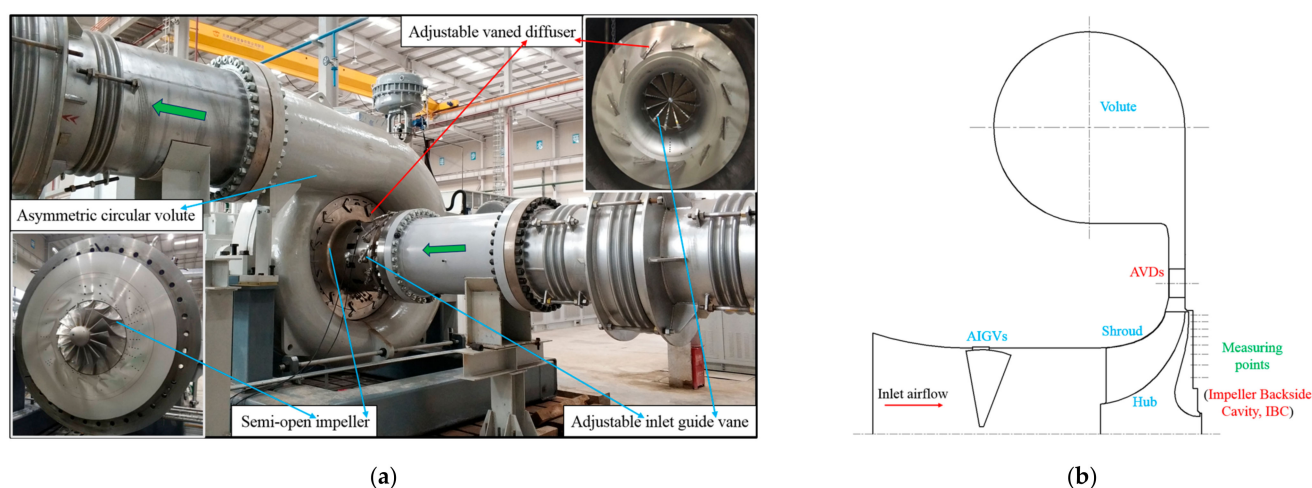 Adjustable vaned diffuser
Asymmetric circular volute
Semi-open impeller
Adjustable inlet guide vane
(a)
Volute
AVDs
AIGVs
Shroud
Measuring
points
Inlet airflow
Hub
(Impeller Backside
Cavity, IBC)
(b)